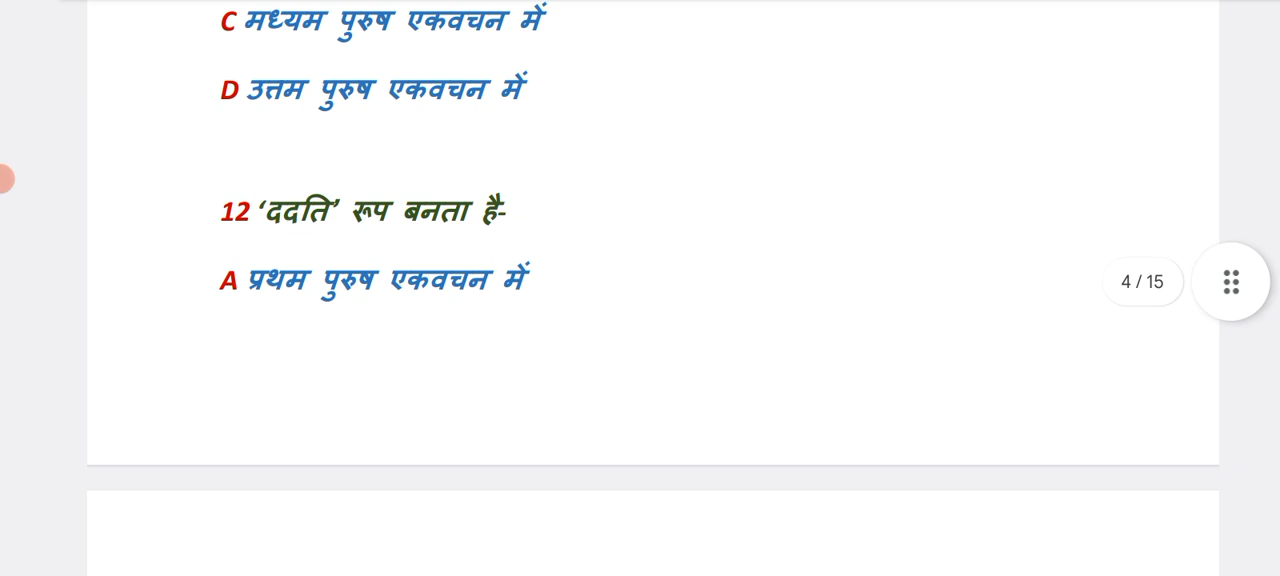 C मध्यम पुरुष एकवचन में
D उत्तम पुरुष एकवचन में
12 ‘ददति’ रूप बनता है-
A प्रथम पुरुष एकवचन में
4 / 15